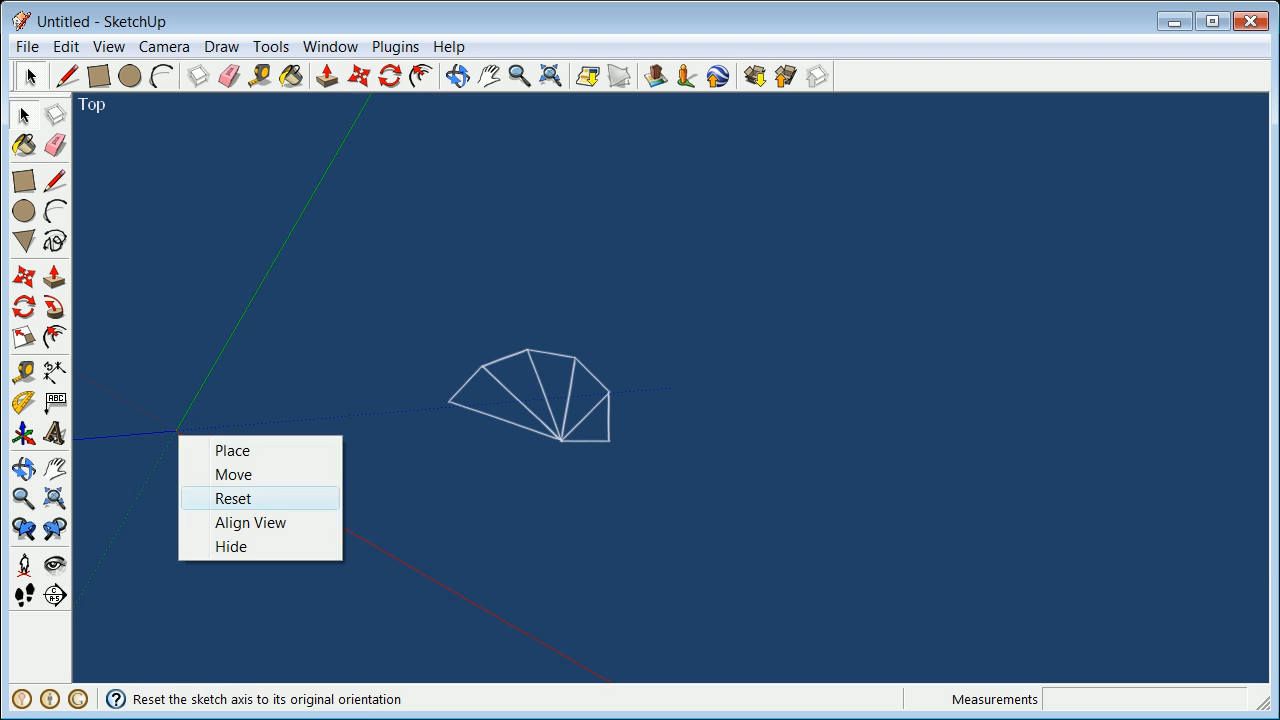 Untitled - SketchUp
File Edit View Camera Draw Tools Window Plugins Help
Top
ABC
Place
Move
Reset
Align View
Hide
Reset the sketch axis to its original orientation
Measurements